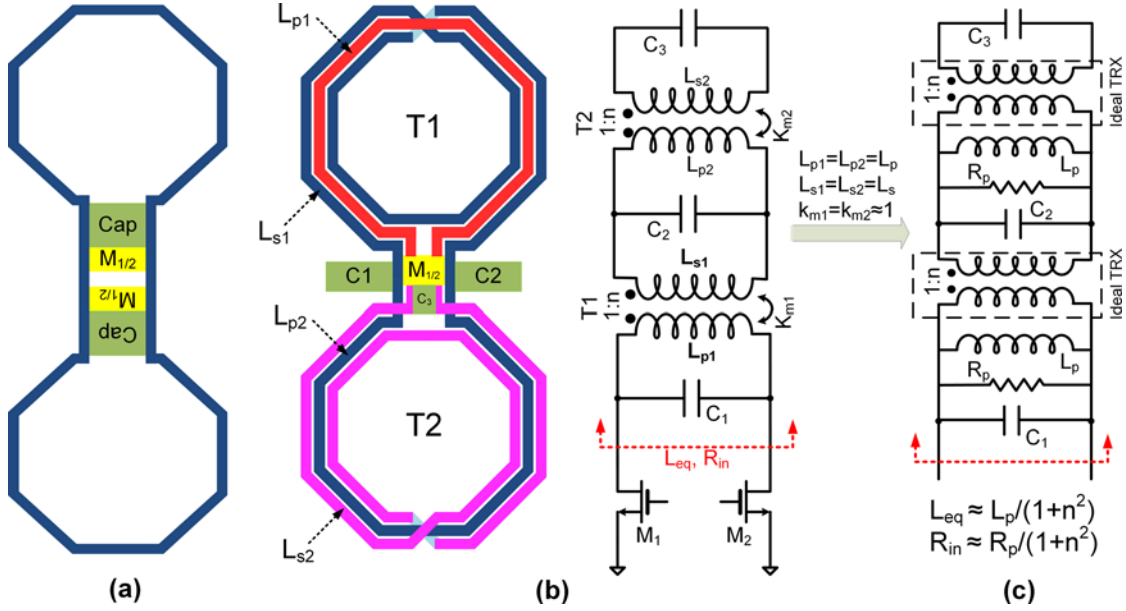 Cap
M1/2
M1/2
Cap
(a)
Lp1
T1
Ls1
C1
M1/2
C2
C3
Lp2
T2
Ls2
(b)
C3
Ls2
T2
1:n
Km2
Lp2
C2
Ls1
T1
1:n
Km1
Lp1
C1
Leq, Rin
M1
M2
Lp1=Lp2=Lp
Ls1=Ls2=Ls
km1=km2≈1
C3
1:n
Ideal TRX
Lp
Rp
C2
1:n
Ideal TRX
Lp
Rp
C1
Leq ≈ Lp/(1+n²)
Rin ≈ Rp/(1+n²)
(c)